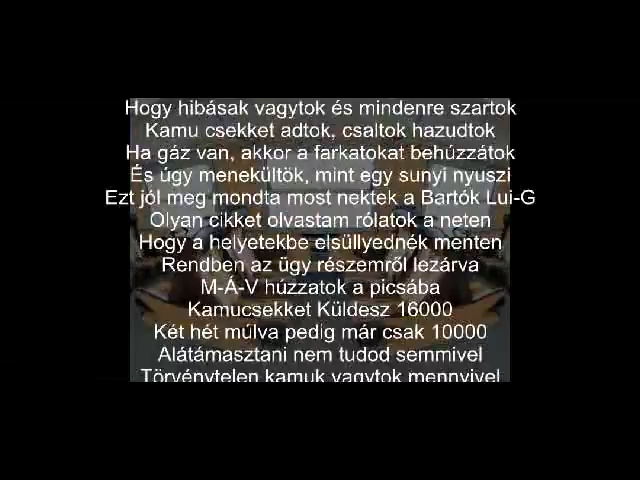 Hogy hibásak vagytok és mindenre szartok
Kamu csekket adtok, csaltok hazudtok
Ha gáz van, akkor a farkatokat behúzzátok
És úgy menekültök, mint egy sunyi nyuszi
Ezt jól meg mondta most nektek a Bartók Lui-G
Olyan cikket olvastam rólatok a neten
Hogy a helyetekbe elsüllyednék menten
Rendben az ügy részemről lezárva
M-Á-V húzzatok a picsába
Kamucsekket Küldesz 16000
Két hét múlva pedig már csak 10000
Alátámasztani nem tudod semmivel
Törvénytelen kamuk vagytok mennyivel